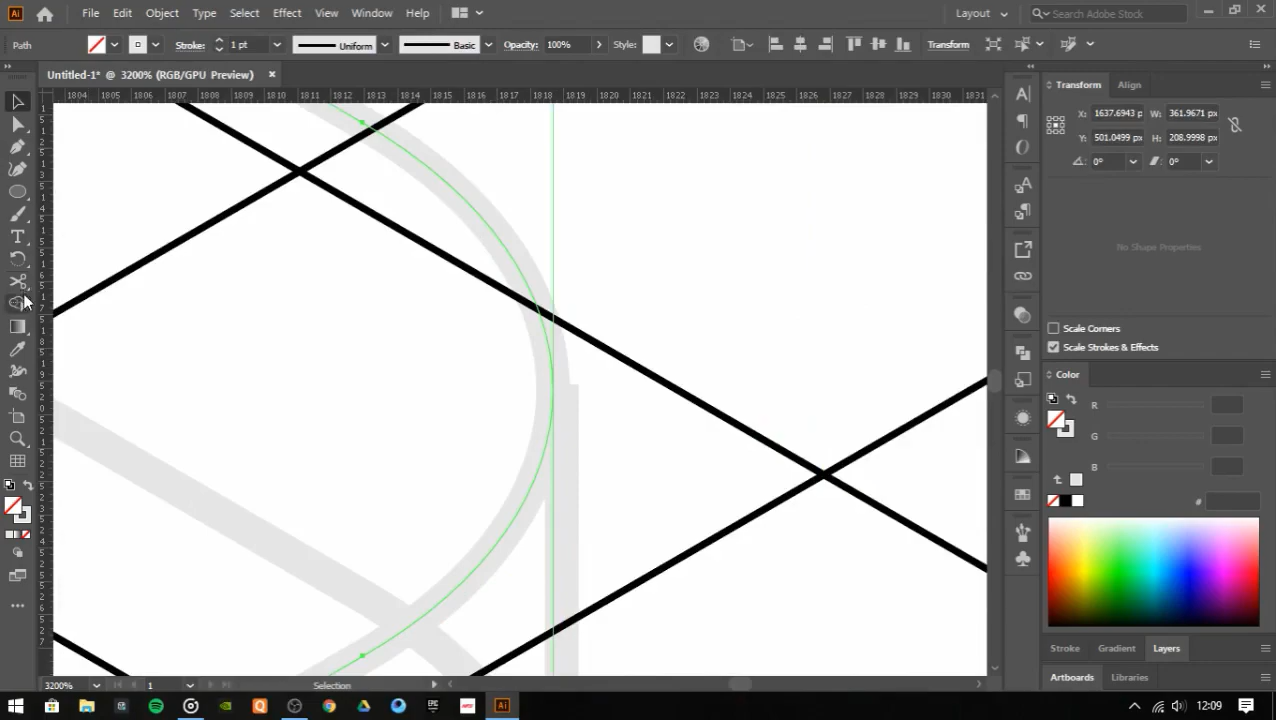 Ai File Edit Object Type Select Effect View Window Help Layout Search Adobe Stock
Path Stroke: 1 pt Uniform Basic Opacity: 100% Style: Transform
Untitled-1* @ 3200% (RGB/GPU Preview) ×
1804 1805 1806 1807 1808 1809 1810 1811 1812 1813 1814 1815 1816 1817 1818 1819 1820 1821 1822 1823 1824 1825 1826 1827 1828 1829 1830 1831
Transform Align
X: 1637.6943 p W: 361.9671 px
Y: 501.0499 px H: 208.9998 px
0° 0°
No Shape Properties
Scale Corners
Scale Strokes & Effects
Color
R
G
B
#
Stroke Gradient Layers
Artboards Libraries
3200% 1 Selection
EPIC Ai 12:09